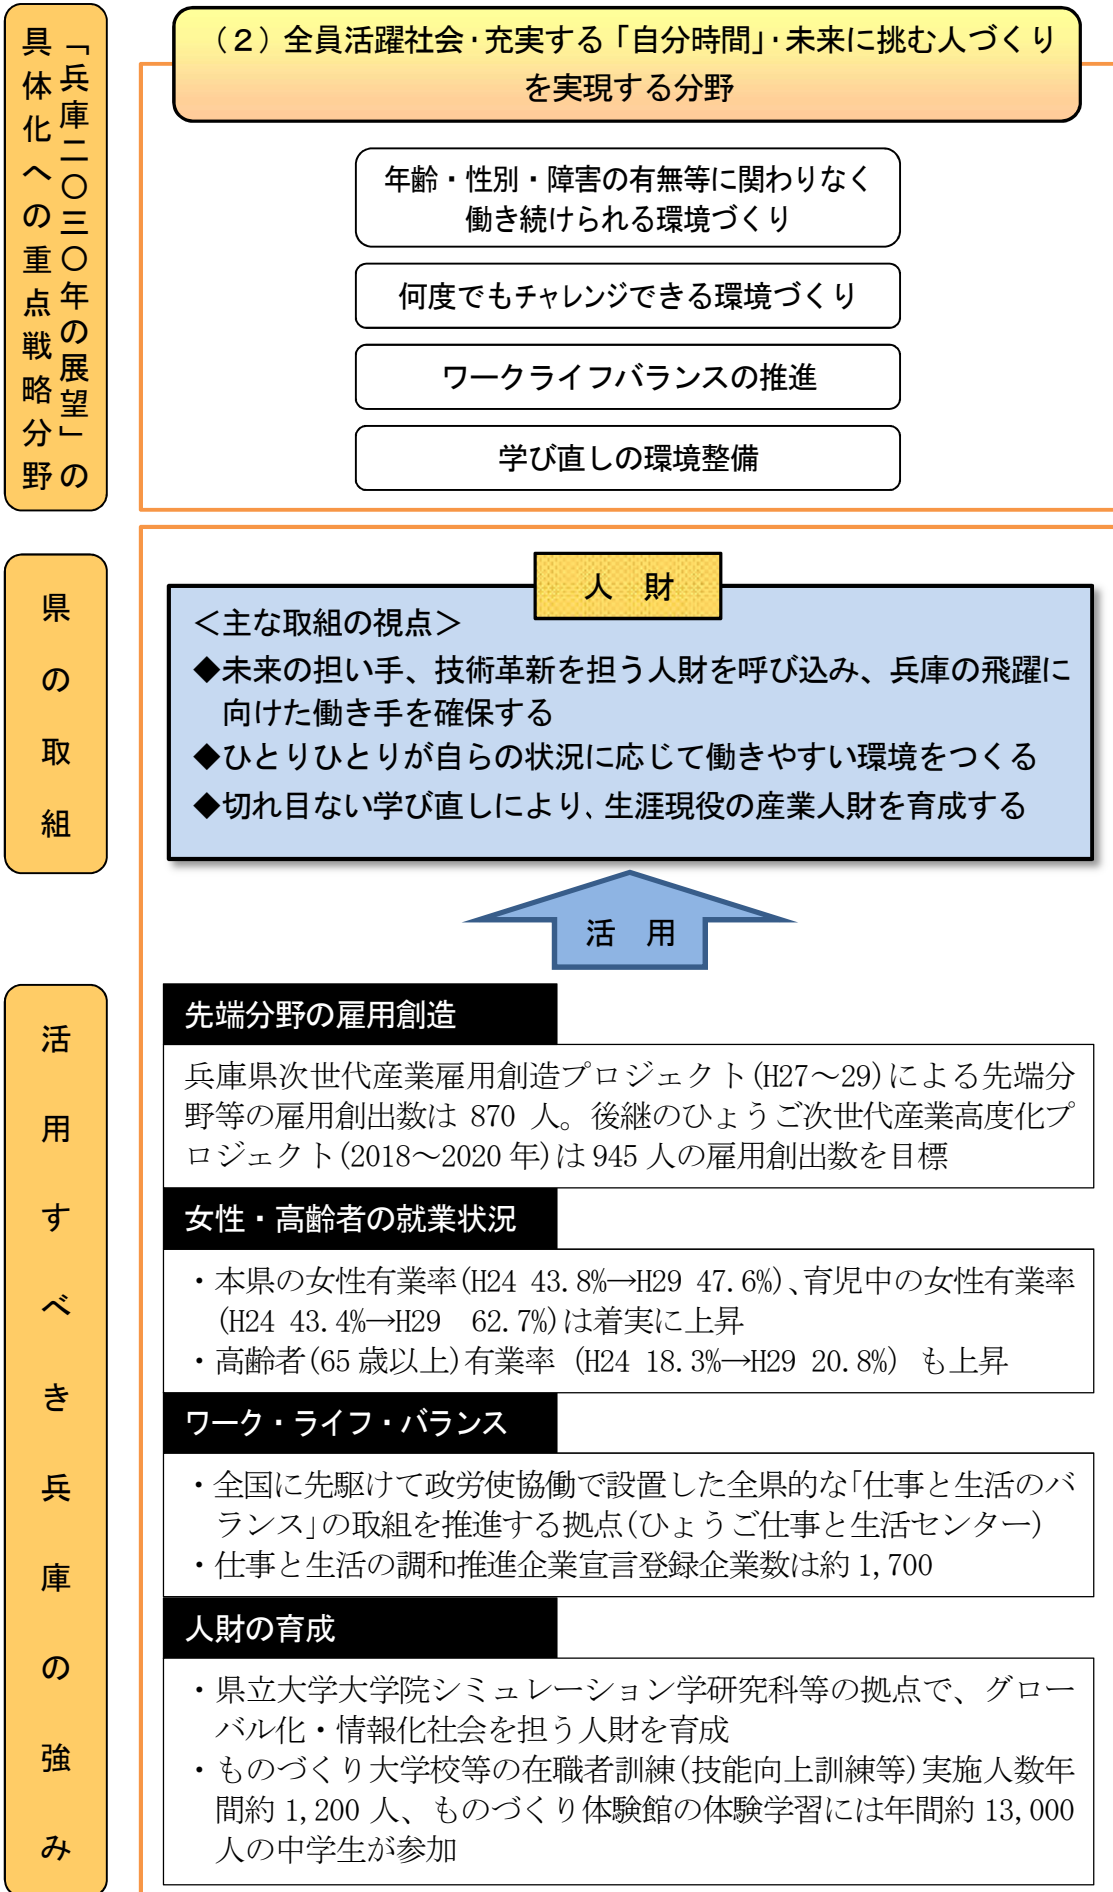 「兵庫二〇三〇年の展望」の
具体化への重点戦略分野
（２）全員活躍社会・充実する「自分時間」・未来に挑む人づくり
を実現する分野
年齢・性別・障害の有無等に関わりなく
働き続けられる環境づくり
何度でもチャレンジできる環境づくり
ワークライフバランスの推進
学び直しの環境整備
県の取組
人　財
＜主な取組の視点＞
◆未来の担い手、技術革新を担う人財を呼び込み、兵庫の飛躍に
向けた働き手を確保する
◆ひとりひとりが自らの状況に応じて働きやすい環境をつくる
◆切れ目ない学び直しにより、生涯現役の産業人財を育成する
活　用
活用すべき兵庫の強み
先端分野の雇用創造
兵庫県次世代産業雇用創造プロジェクト(H27～29)による先端分
野等の雇用創出数は 870 人。後継のひょうご次世代産業高度化プ
ロジェクト(2018～2020 年)は 945 人の雇用創出数を目標
女性・高齢者の就業状況
・本県の女性有業率(H24 43.8%→H29 47.6%)、育児中の女性有業率
(H24 43.4%→H29　62.7%)は着実に上昇
・高齢者(65 歳以上)有業率 (H24 18.3%→H29 20.8%) も上昇
ワーク・ライフ・バランス
・全国に先駆けて政労使協働で設置した全県的な「仕事と生活のバ
ランス」の取組を推進する拠点(ひょうご仕事と生活センター)
・仕事と生活の調和推進企業宣言登録企業数は約 1,700
人財の育成
・県立大学大学院シミュレーション学研究科等の拠点で、グロー
バル化・情報化社会を担う人財を育成
・ものづくり大学校等の在職者訓練(技能向上訓練等)実施人数年
間約 1,200 人、ものづくり体験館の体験学習には年間約 13,000
人の中学生が参加